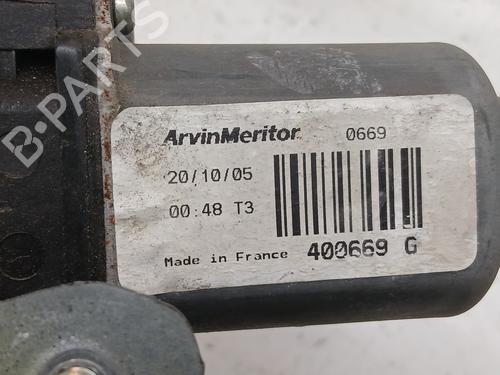 ArvinMeritor 0669
20/10/05
00:48 T3
Made in France 400669 G
B-PARTS